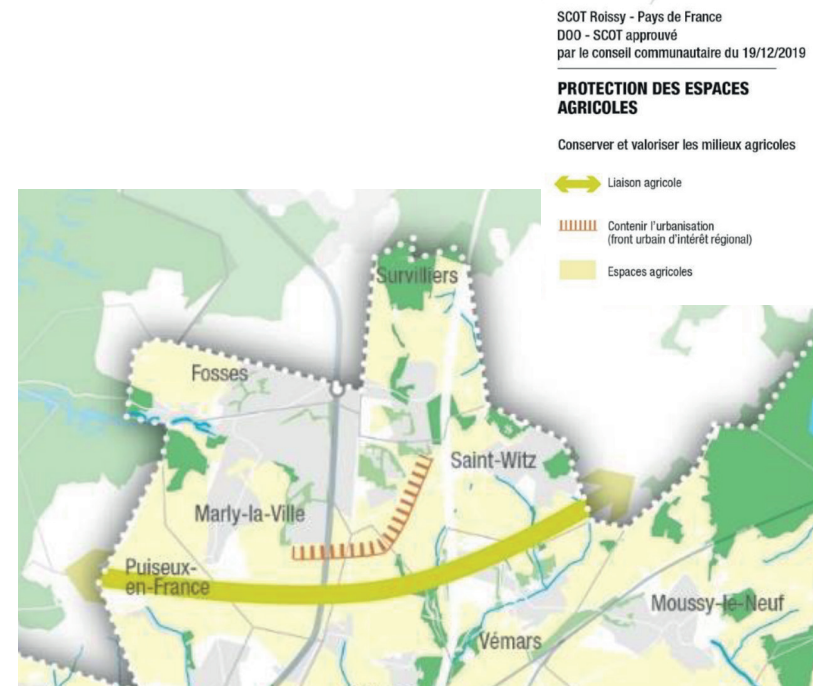 SCOT Roissy - Pays de France
DOO - SCOT approuvé
par le conseil communautaire du 19/12/2019
PROTECTION DES ESPACES
AGRICOLES
Conserver et valoriser les milieux agricoles
Liaison agricole
Contenir l'urbanisation
(front urbain d'intérêt régional)
Espaces agricoles
Survilliers
Fosses
Saint-Witz
Marly-la-Ville
Puiseux-
en-France
Moussy-le-Neuf
Vémars